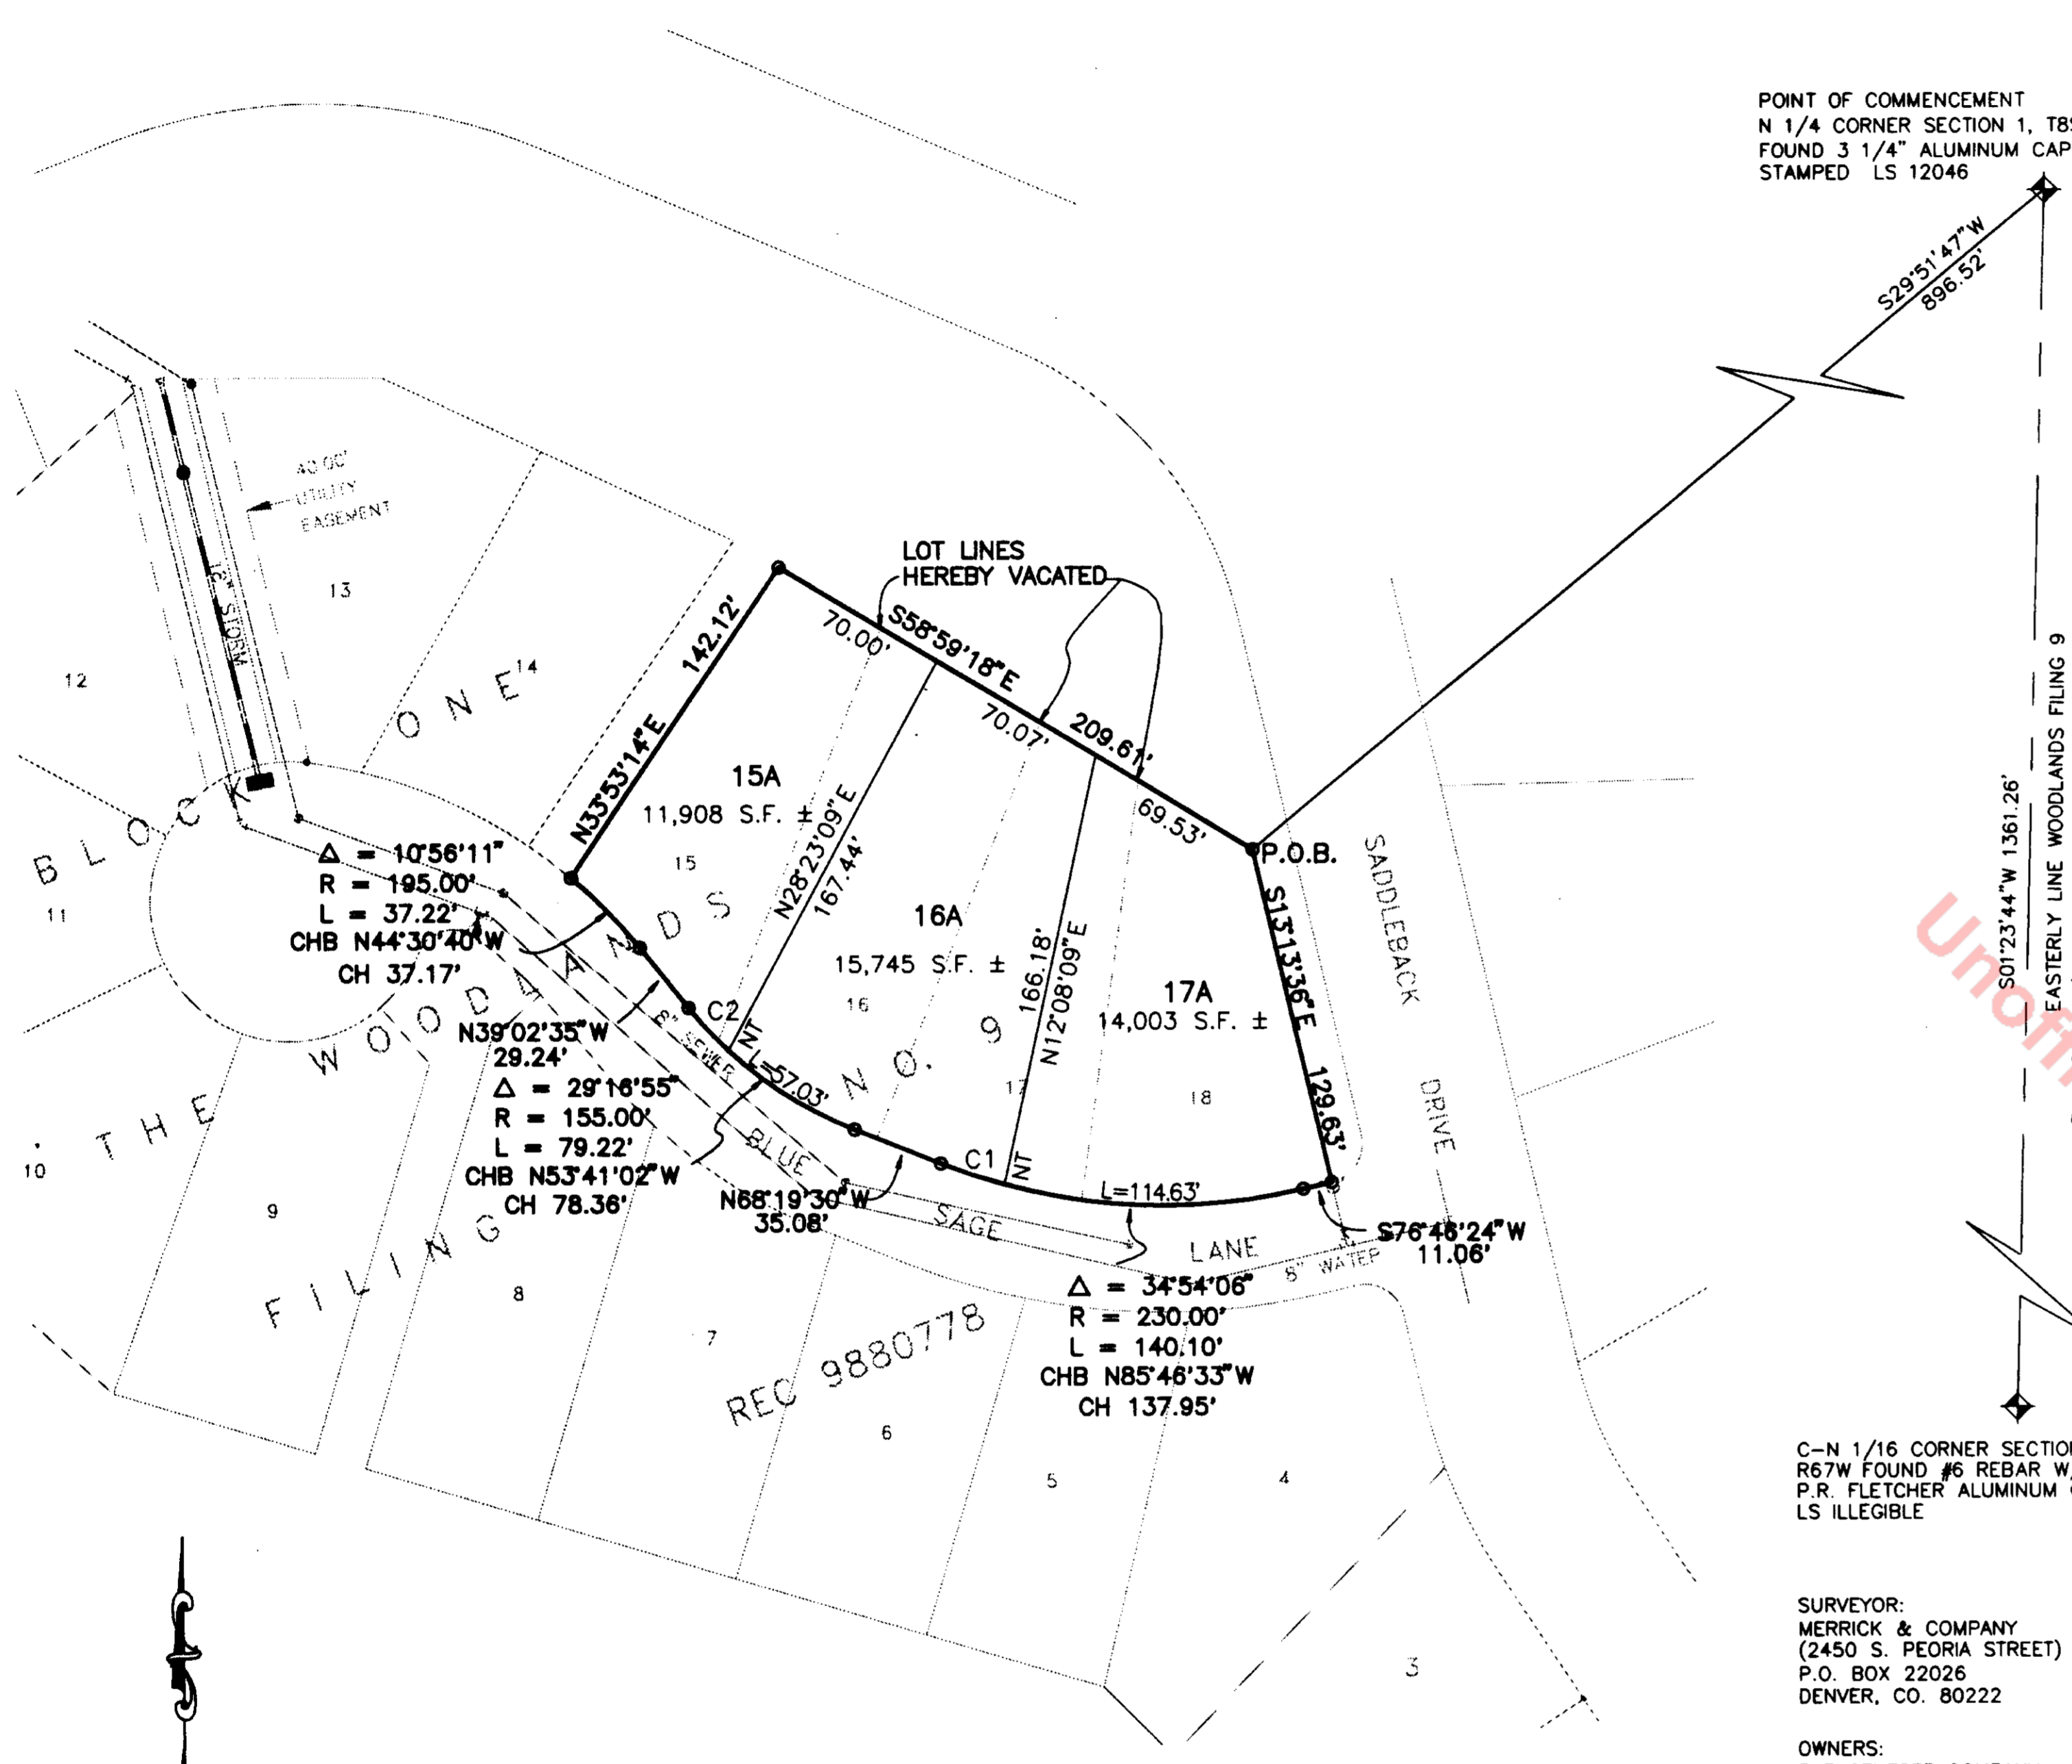 POINT OF COMMENCEMENT
N 1/4 CORNER SECTION 1,
FOUND 3 1/4" ALUMINUM CAP
STAMPED LS 12046
S29°51'47"W
896.52'
40.00'
UTILITY
EASEMENT
STORM
12
13
14
LOT LINES
HEREBY VACATED
142.12'
N33°53'14"E
70.00'
S58°59'18"E
70.07'
209.61'
69.53'
P.O.B.
15A
11,908 S.F. ±
15
N28°23'09"E
167.44'
16A
15,745 S.F. ±
16
166.18'
N12°08'09"E
17A
14,003 S.F. ±
17
18
S13°13'36"E
129.63'
SADDLEBACK
DRIVE
S01°23'44"W 1361.26'
EASTERLY LINE WOODLANDS FILING 9
BLOCK ONE
THE WOODLANDS
FILING NO. 9
11
Δ = 10°56'11"
R = 195.00'
L = 37.22'
CHB N44°30'40"W
CH 37.17'
C2
NT
L=57.03'
8" SEWER
N39°02'35"W
29.24'
Δ = 29°16'55"
R = 155.00'
L = 79.22'
CHB N53°41'02"W
CH 78.36'
C1
NT
L=114.63'
N68°19'30"W
35.08'
BLUE SAGE LANE
8" WATER
S76°46'24"W
11.06'
Δ = 34°54'06"
R = 230.00'
L = 140.10'
CHB N85°46'33"W
CH 137.95'
10
9
8
7
6
5
4
3
REC 9880778
C-N 1/16 CORNER
R67W FOUND #6 REBAR
P.R. FLETCHER ALUMINUM
LS ILLEGIBLE
SURVEYOR:
MERRICK & COMPANY
(2450 S. PEORIA STREET)
P.O. BOX 22026
DENVER, CO. 80222
OWNERS: